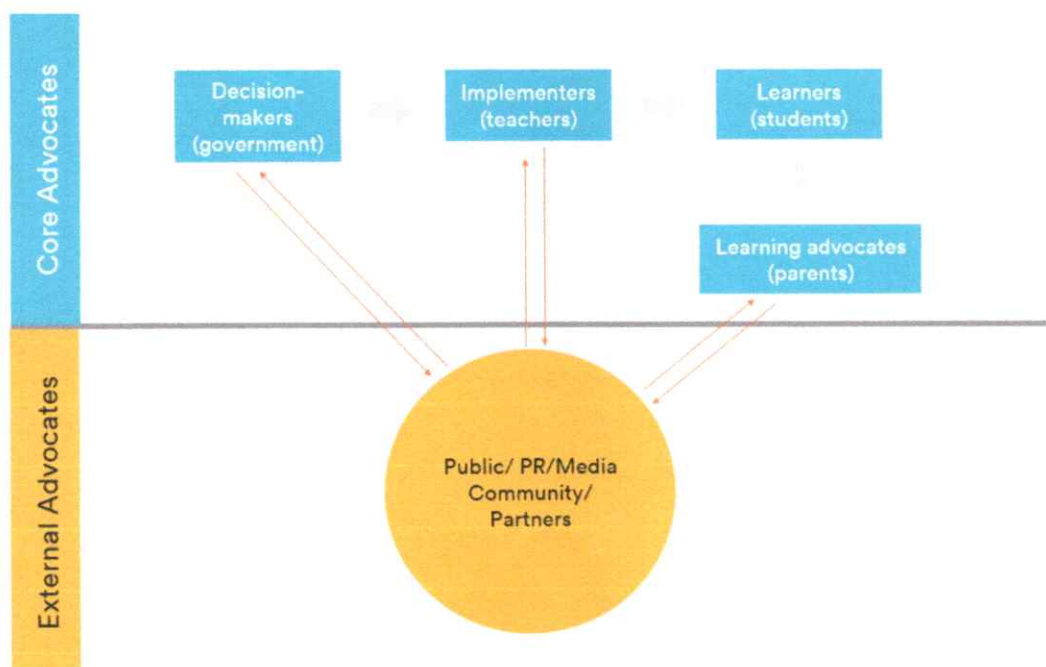 Core Advocates
Decision-
makers
(government)
Implementers
(teachers)
Learners
(students)
Learning advocates
(parents)
External Advocates
Public/ PR/Media
Community/
Partners